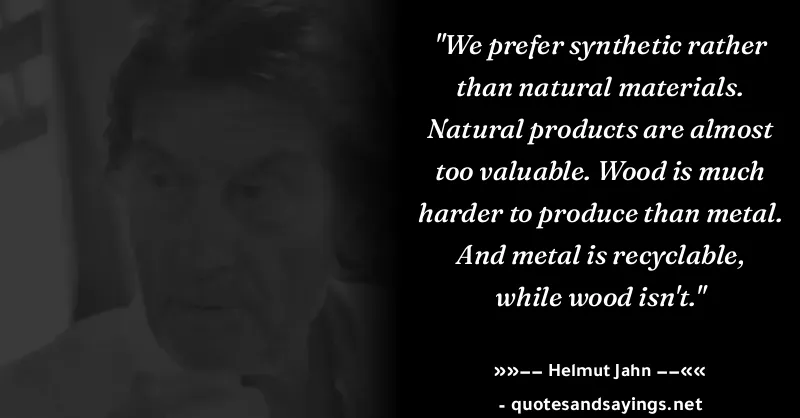 "We prefer synthetic rather
than natural materials.
Natural products are almost
too valuable. Wood is much
harder to produce than metal.
And metal is recyclable,
while wood isn't."
»»−− Helmut Jahn −−««
- quotesandsayings.net